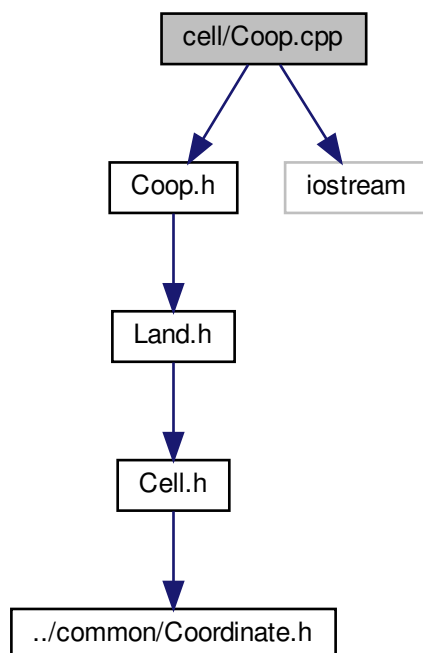 cell/Coop.cpp
Coop.h
iostream
Land.h
Cell.h
../common/Coordinate.h